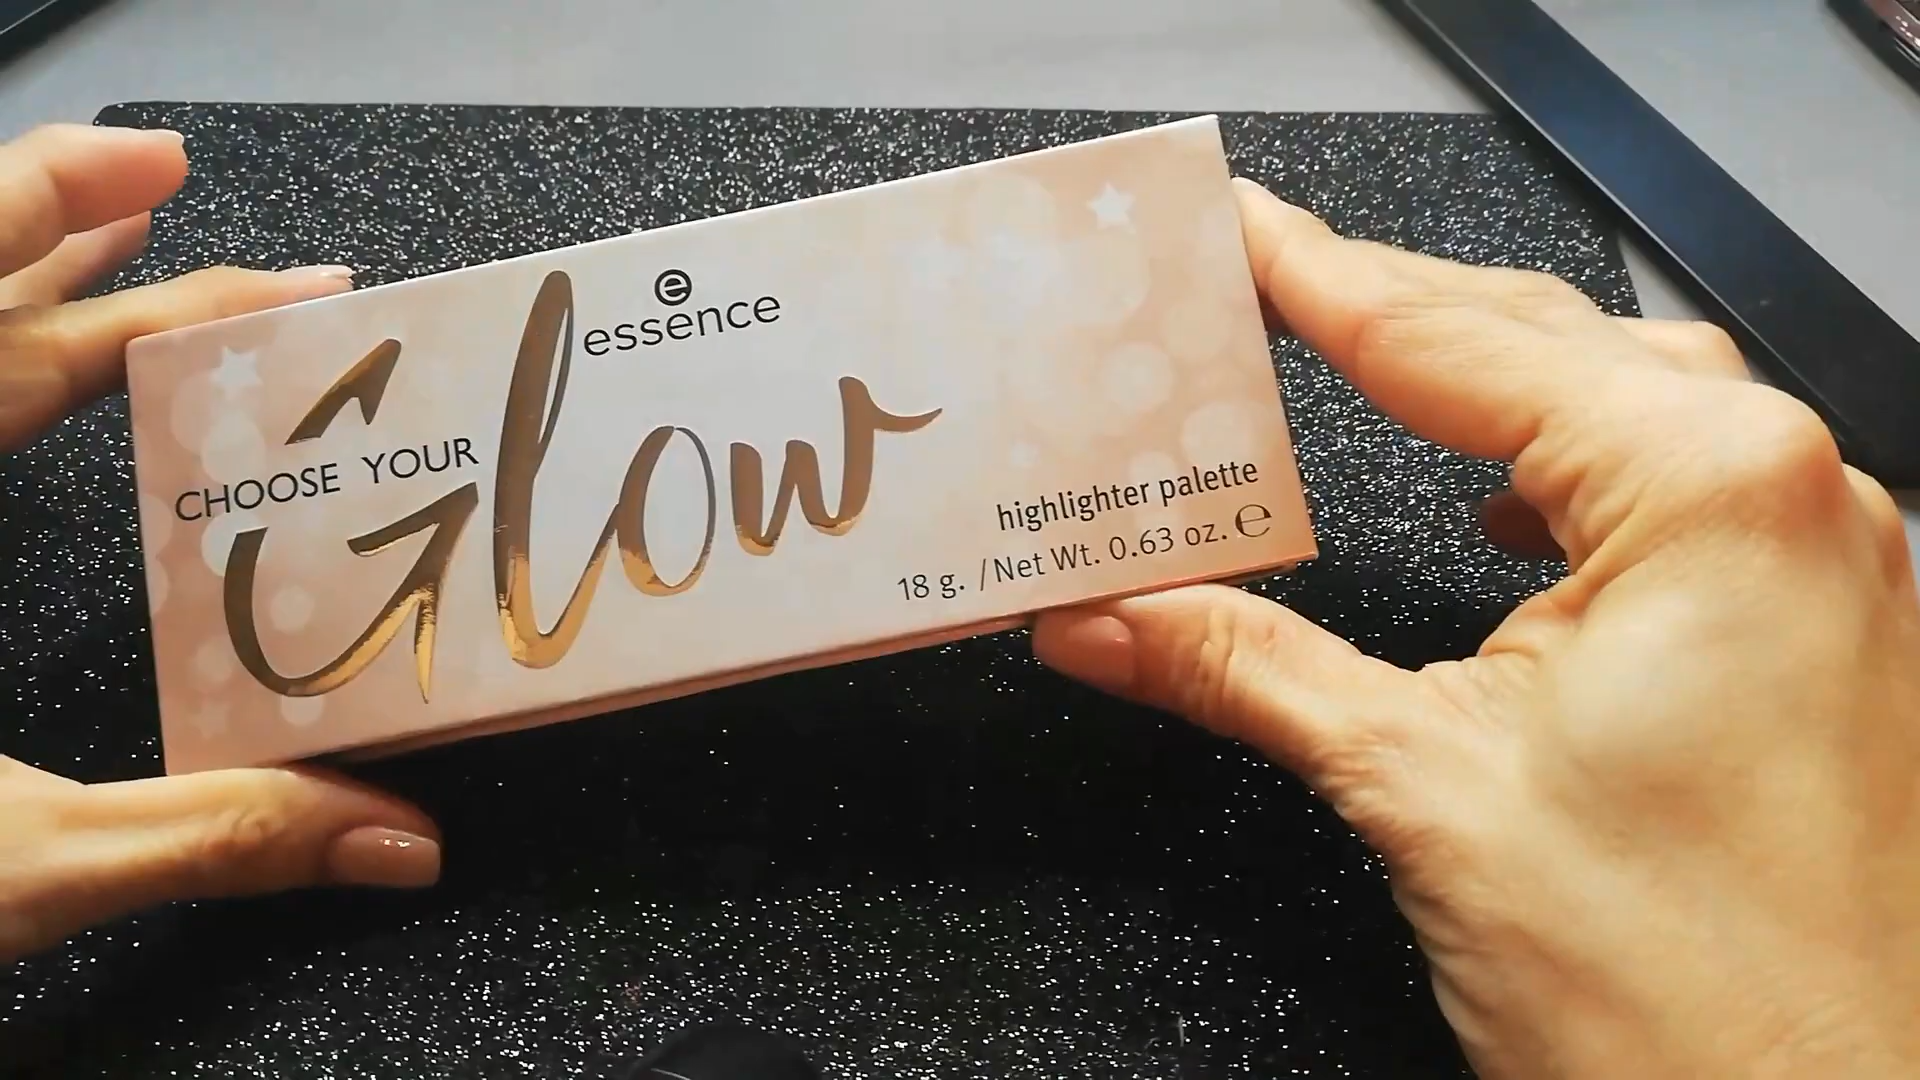 e
essence
CHOOSE YOUR
Glow
highlighter palette
18 g. /Net Wt. 0.63 oz. ℮